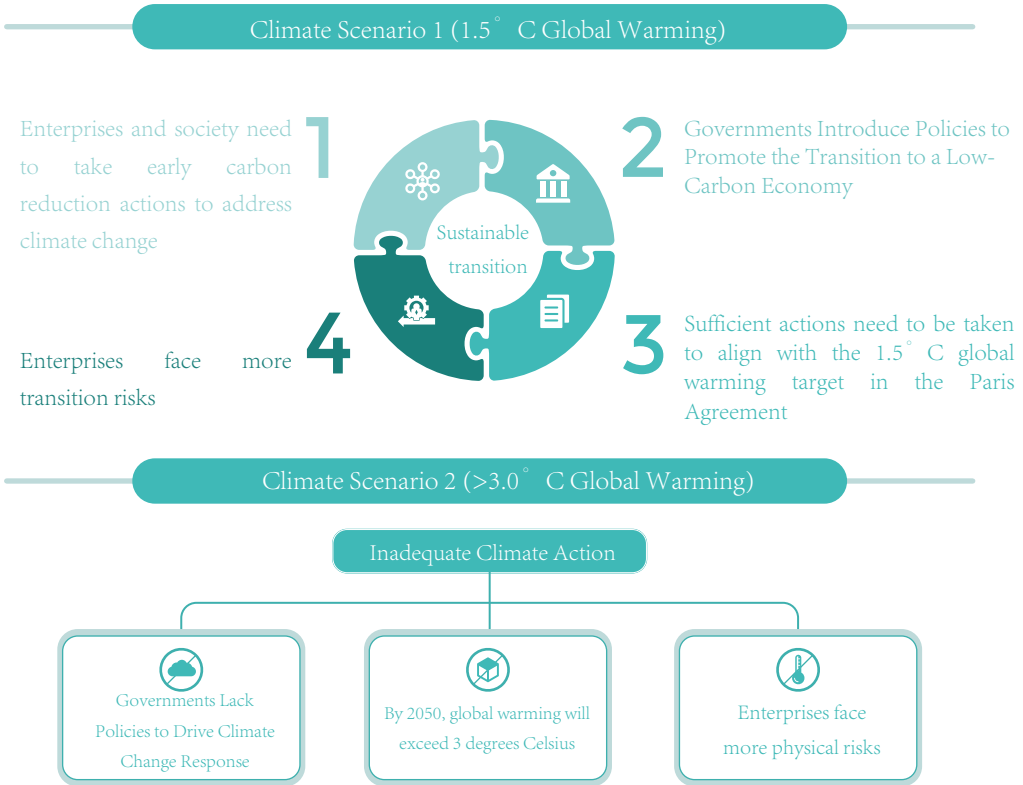 Climate Scenario 1 (1.5° C Global Warming)
1
Enterprises and society need
to take early carbon
reduction actions to address
climate change
2
Governments Introduce Policies to
Promote the Transition to a Low-
Carbon Economy
Sustainable
transition
4
Enterprises face more
transition risks
3
Sufficient actions need to be taken
to align with the 1.5° C global
warming target in the Paris
Agreement
Climate Scenario 2 (>3.0° C Global Warming)
Inadequate Climate Action
Governments Lack
Policies to Drive Climate
Change Response
By 2050, global warming will
exceed 3 degrees Celsius
Enterprises face
more physical risks